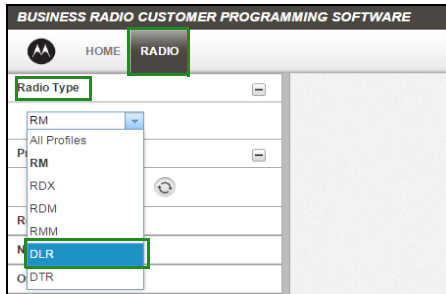 BUSINESS RADIO CUSTOMER PROGRAMMING SOFTWARE
HOME RADIO
Radio Type
RM
All Profiles
RM
RDX
RDM
RMM
DLR
DTR